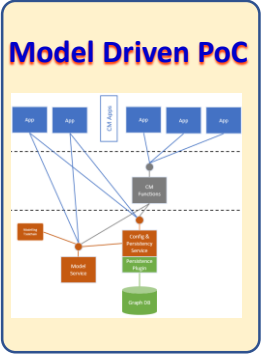 Model Driven PoC
App
App
CM Apps
App
App
App
CM
Functions
Modeling
Config &
Persistency
Service
Model
Service
Persistence
Plugin
Graph DB